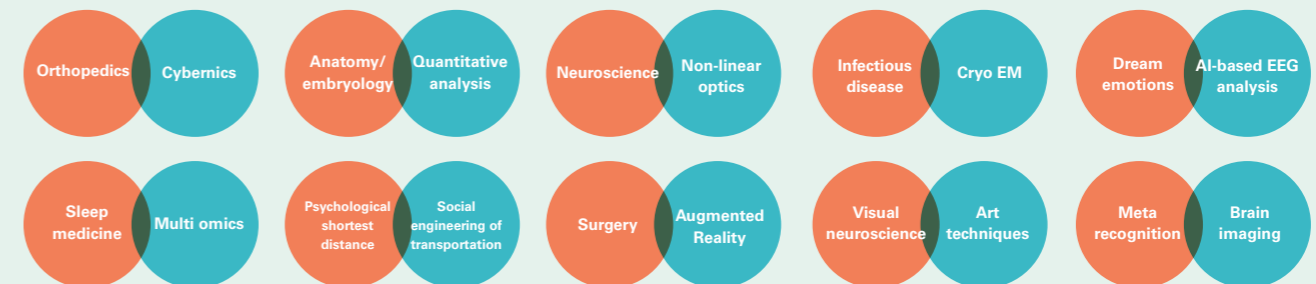 Orthopedics
Cybernics
Anatomy/
embryology
Quantitative
analysis
Neuroscience
Non-linear
optics
Infectious
disease
Cryo EM
Dream
emotions
AI-based EEG
analysis
Sleep
medicine
Multi omics
Psychological
shortest
distance
Social
engineering of
transportation
Surgery
Augmented
Reality
Visual
neuroscience
Art
techniques
Meta
recognition
Brain
imaging